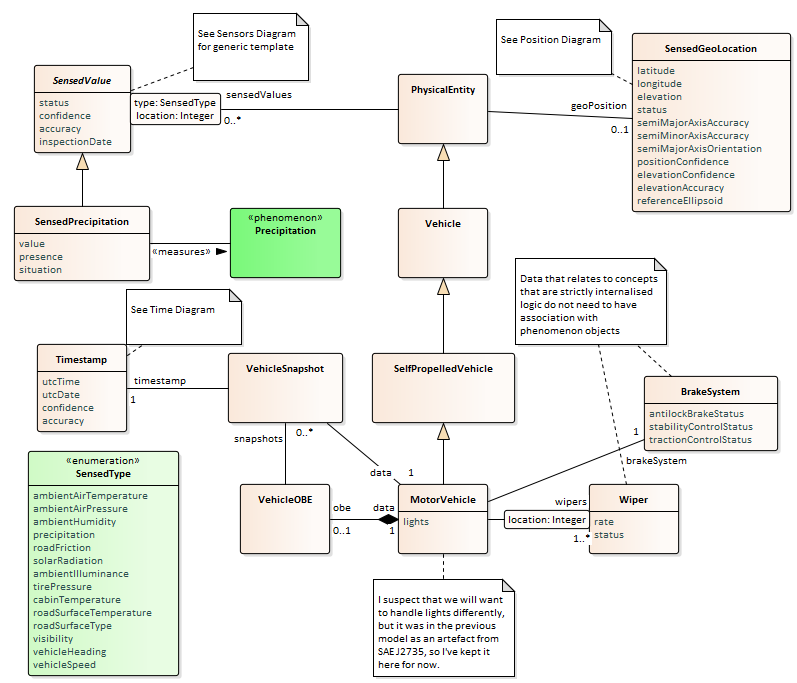 See Sensors Diagram
for generic template
See Position Diagram
SensedGeoLocation
latitude
longitude
elevation
status
semiMajorAxisAccuracy
semiMinorAxisAccuracy
semiMajorAxisOrientation
positionConfidence
elevationConfidence
elevationAccuracy
referenceEllipsoid
SensedValue
status
confidence
accuracy
inspectionDate
type: SensedType
location: Integer
sensedValues
0..*
PhysicalEntity
geoPosition
0..1
SensedPrecipitation
value
presence
situation
«measures»
«phenomenon»
Precipitation
Vehicle
Data that relates to concepts
that are strictly internalised
logic do not need to have
association with
phenomenon objects
See Time Diagram
Timestamp
utcTime
utcDate
confidence
accuracy
timestamp
1
VehicleSnapshot
SelfPropelledVehicle
BrakeSystem
antilockBrakeStatus
stabilityControlStatus
tractionControlStatus
snapshots
0..*
1
brakeSystem
data
1
«enumeration»
SensedType
ambientAirTemperature
ambientAirPressure
ambientHumidity
precipitation
roadFriction
solarRadiation
ambientIlluminance
tirePressure
cabinTemperature
roadSurfaceTemperature
roadSurfaceType
visibility
vehicleHeading
vehicleSpeed
VehicleOBE
obe
0..1
data
1
MotorVehicle
lights
wipers
location: Integer
1..*
Wiper
rate
status
I suspect that we will want
to handle lights differently,
but it was in the previous
model as an artefact from
SAE J2735, so I've kept it
here for now.